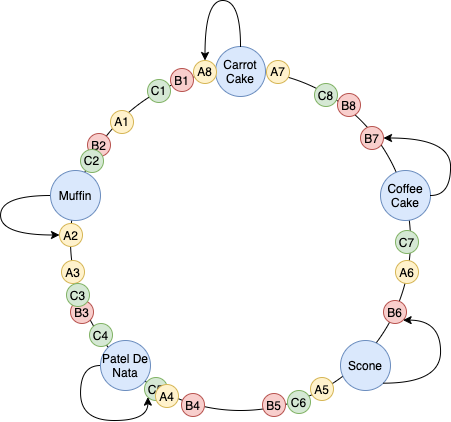 Carrot
Cake
A7
C8
B8
B7
Coffee
Cake
C7
A6
B6
Scone
A5
C6
B5
B4
A4
Patel De
Nata
C4
B3
C3
A3
A2
Muffin
C2
B2
A1
C1
B1
A8